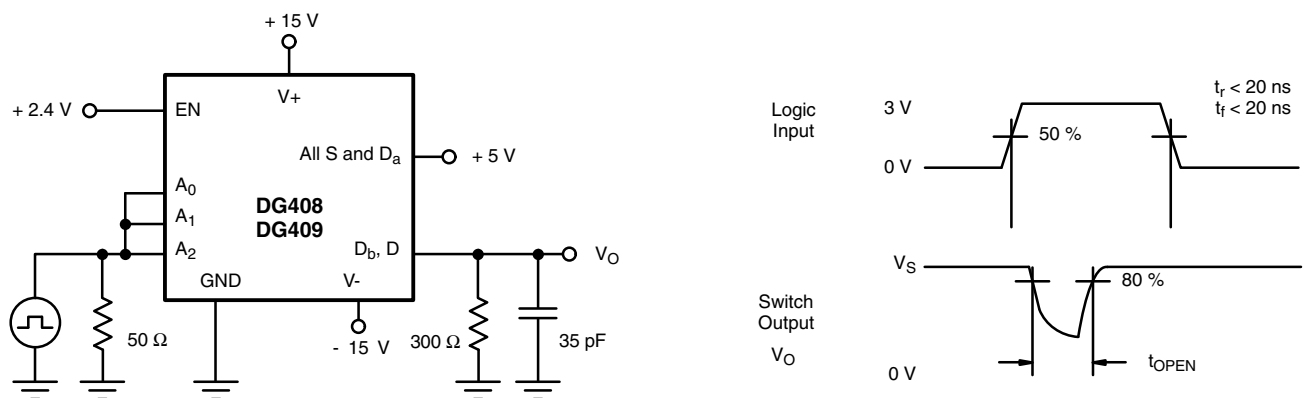 + 15 V
V+
+ 2.4 V
EN
All S and Da
+ 5 V
A0
A1
A2
DG408
DG409
Db, D
VO
GND
V-
50 Ω
- 15 V
300 Ω
35 pF
Logic
Input
3 V
0 V
50 %
tr < 20 ns
tf < 20 ns
VS
80 %
Switch
Output
VO
0 V
tOPEN